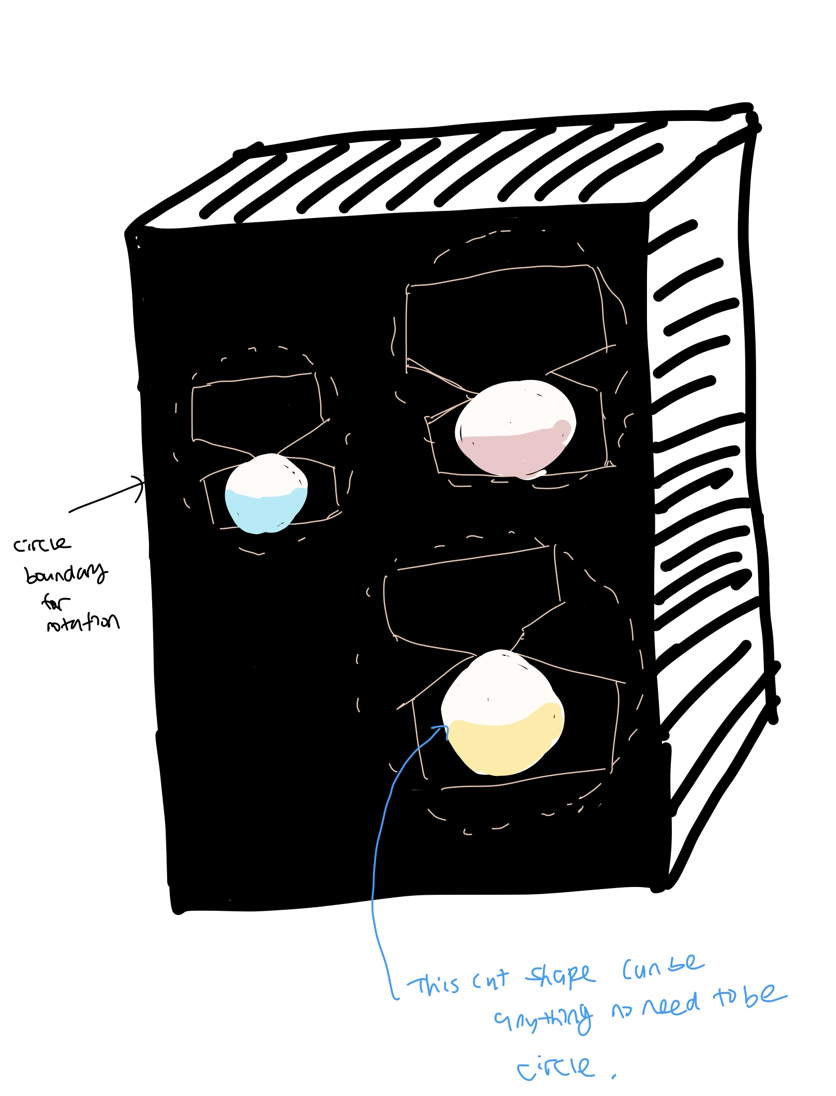 circle
boundary
for
rotation
This cut shape can be
anything no need to be
circle.